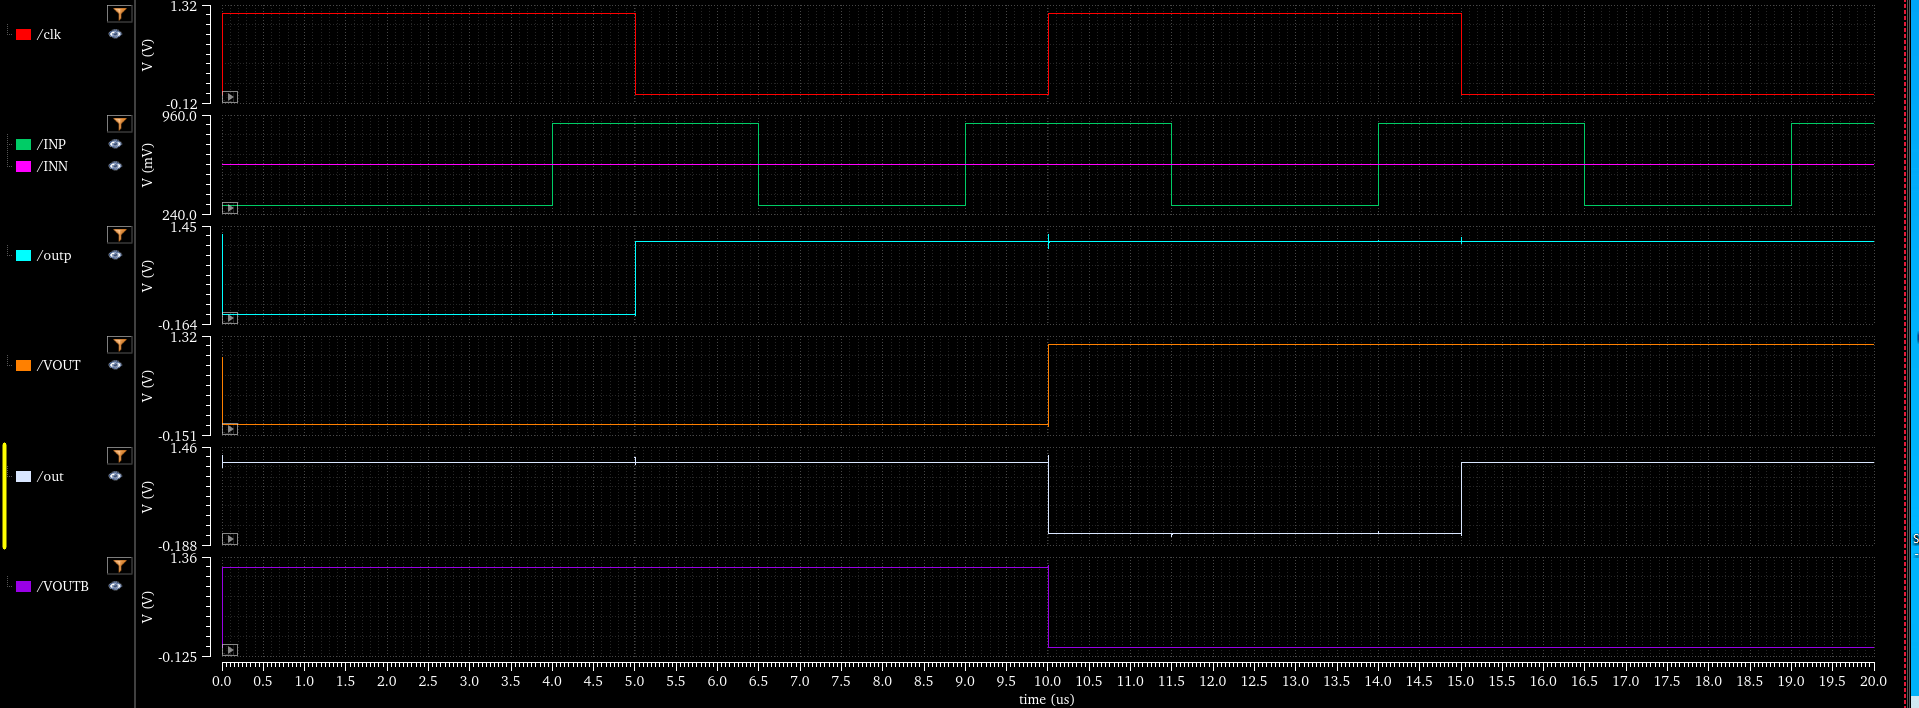 1.32
/clk
V (V)
-0.12
960.0
/INP
/INN
V (mV)
240.0
1.45
/outp
V (V)
-0.164
1.32
/VOUT
V (V)
-0.151
1.46
/out
V (V)
-0.188
1.36
/VOUTB
V (V)
-0.125
0.0 0.5 1.0 1.5 2.0 2.5 3.0 3.5 4.0 4.5 5.0 5.5 6.0 6.5 7.0 7.5 8.0 8.5 9.0 9.5 10.0 10.5 11.0 11.5 12.0 12.5 13.0 13.5 14.0 14.5 15.0 15.5 16.0 16.5 17.0 17.5 18.0 18.5 19.0 19.5 20.0
time (us)